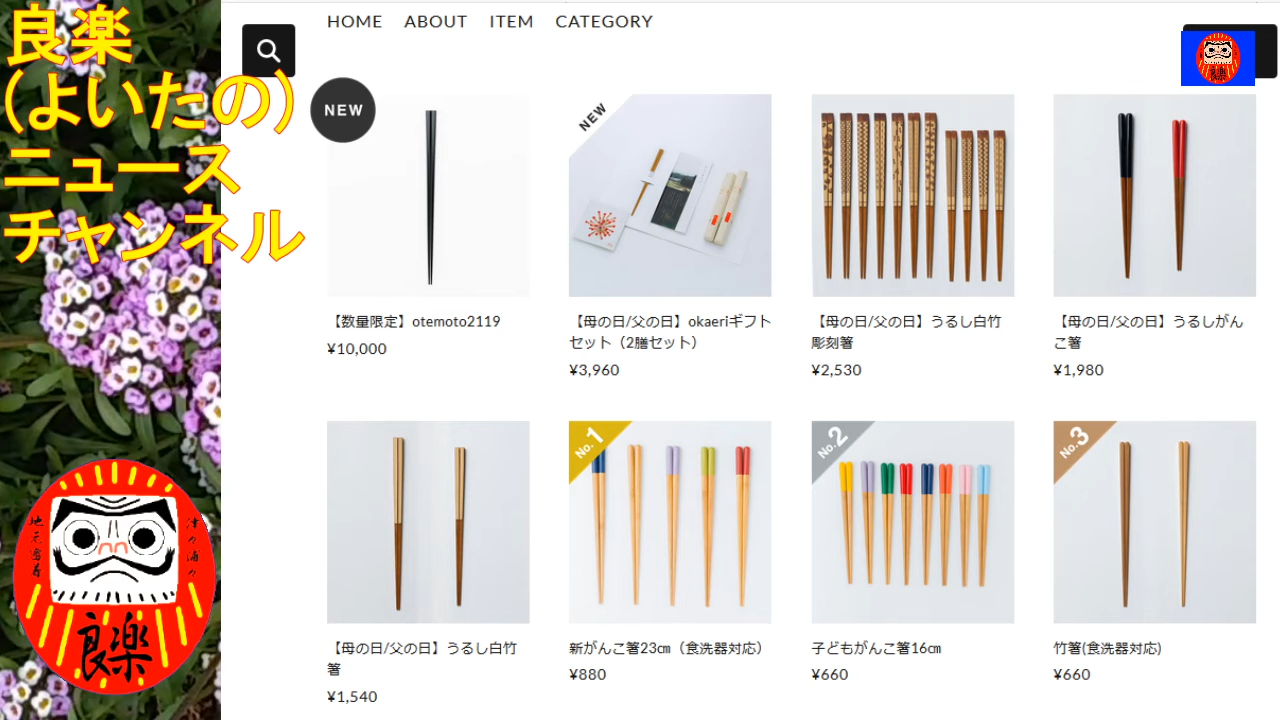 良楽
(よいたの)
ニュース
チャンネル
HOME ABOUT ITEM CATEGORY
NEW
【数量限定】otemoto2119
¥10,000
NEW
【母の日/父の日】okaeriギフト
セット（2膳セット）
¥3,960
【母の日/父の日】うるし白竹
彫刻箸
¥2,530
【母の日/父の日】うるしがん
こ箸
¥1,980
【母の日/父の日】うるし白竹
箸
¥1,540
No.1
新がんこ箸23㎝（食洗器対応）
¥880
No.2
子どもがんこ箸16㎝
¥660
No.3
竹箸(食洗器対応)
¥660
津々浦々
良楽